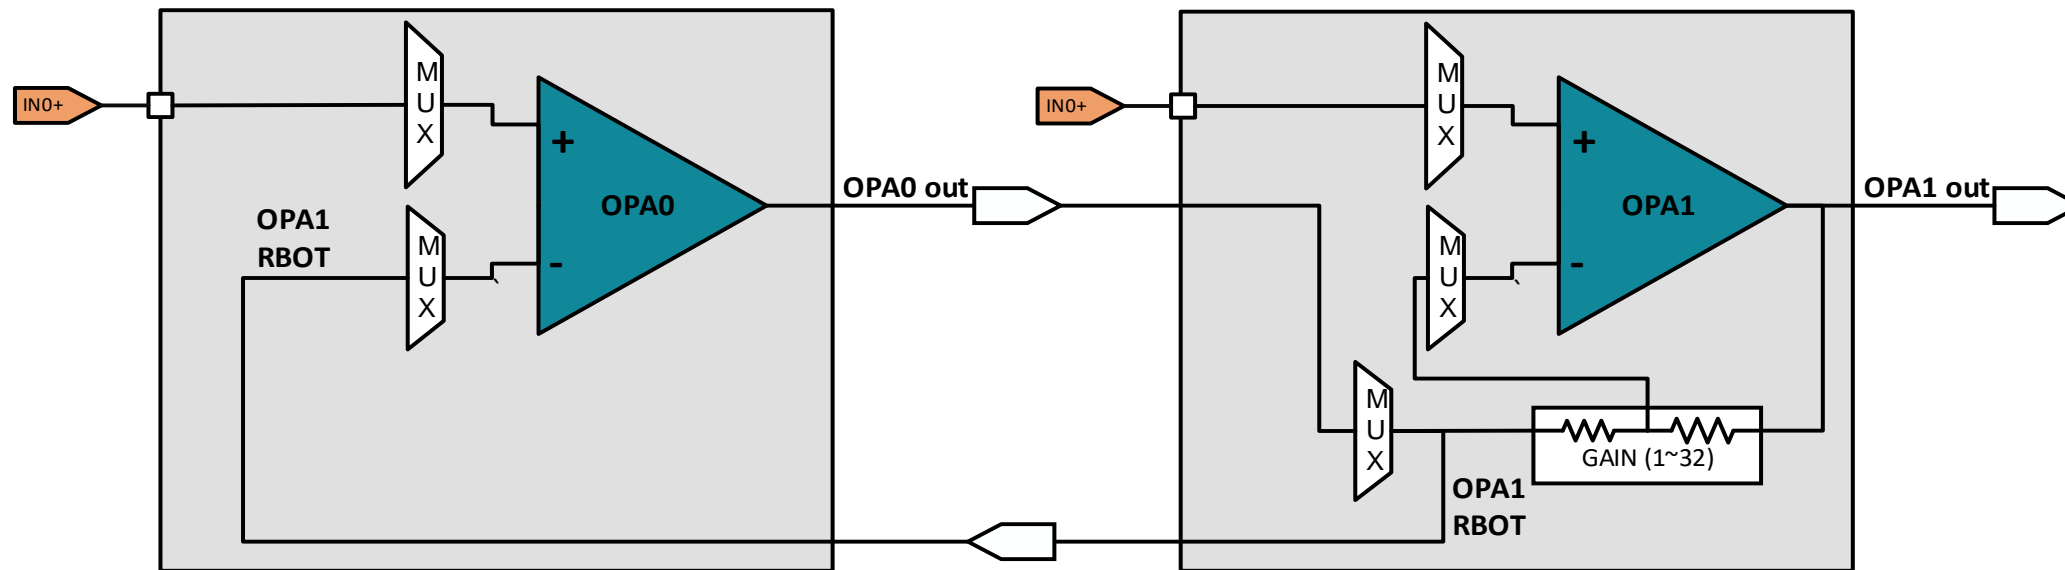 IN0+
M
U
X
+
OPA0
-
`
M
U
X
OPA1
RBOT
OPA0 out
IN0+
M
U
X
+
OPA1
-
`
M
U
X
OPA1 out
M
U
X
GAIN (1~32)
OPA1
RBOT